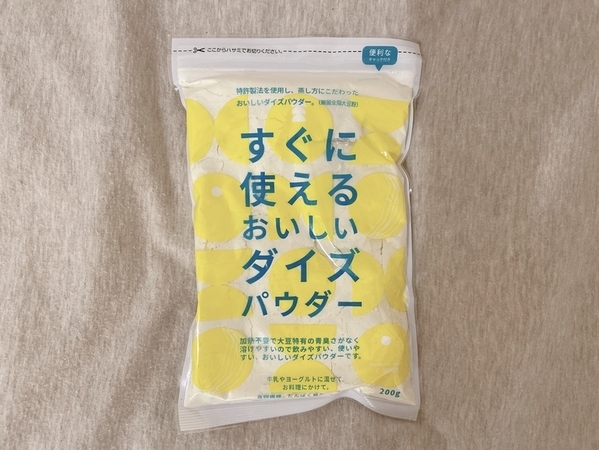 ここからハサミでお切りください。
便利な
チャック付き
特許製法を使用し、蒸し方にこだわった
おいしいダイズパウダー。
すぐに
使える
おいしい
ダイズ
パウダー
加熱不要で大豆特有の青臭さがなく
溶けやすいので飲みやすい、使いや
すい、おいしいダイズパウダーです。
牛乳やヨーグルトに混ぜて、
お料理にかけて、
200g